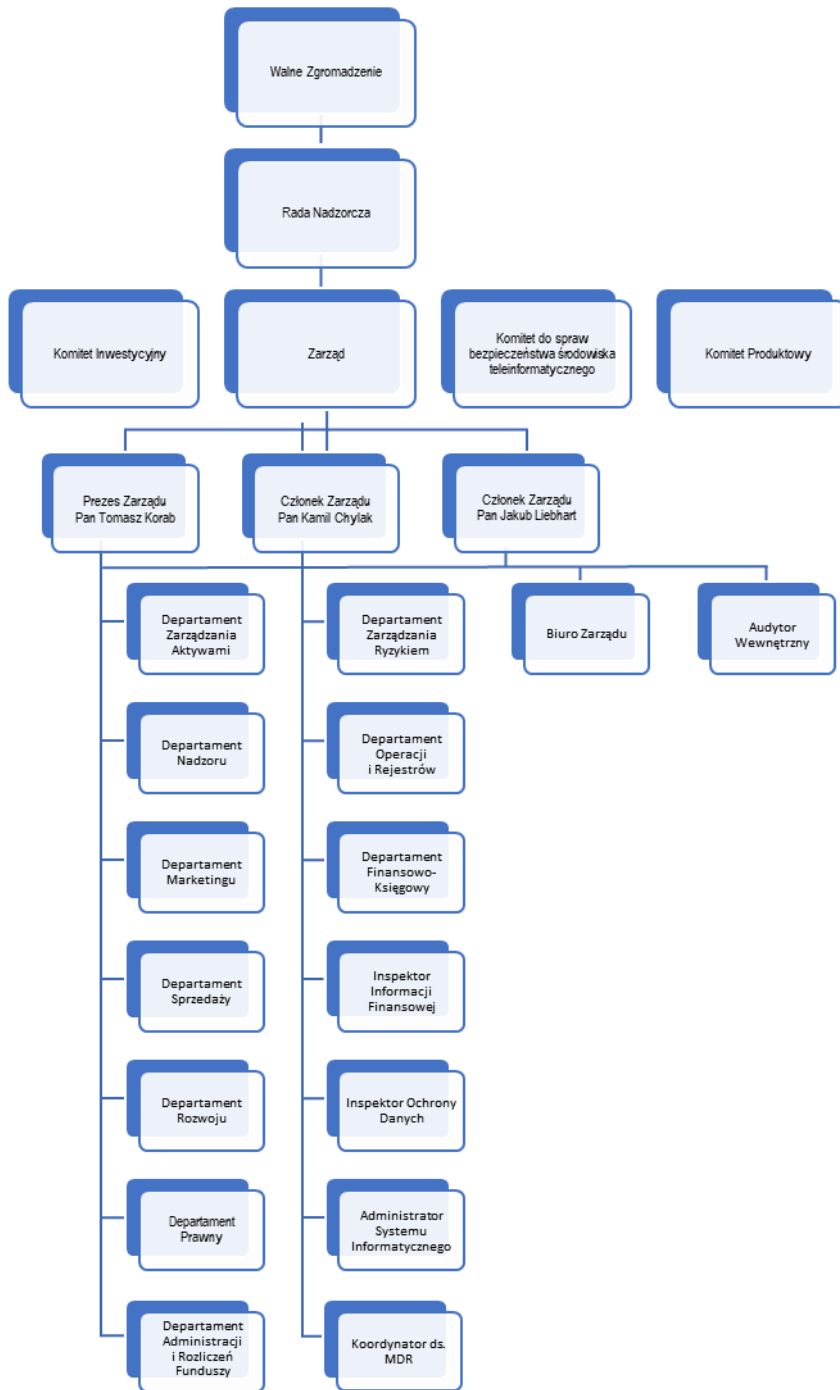 Walne Zgromadzenie
Rada Nadzorcza
Komitet Inwestycyjny
Zarząd
Komitet do spraw
bezpieczeństwa środowiska
teleinformatycznego
Komitet Produktowy
Prezes Zarządu
Pan Tomasz Korab
Członek Zarządu
Pan Kamil Chylak
Członek Zarządu
Pan Jakub Liebhart
Departament
Zarządzania
Aktywami
Departament
Zarządzania
Ryzykiem
Biuro Zarządu
Audytor
Wewnętrzny
Departament
Nadzoru
Departament
Operacji
i Rejestrów
Departament
Marketingu
Departament
Finansowo-
Księgowy
Departament
Sprzedaży
Inspektor
Informacji
Finansowej
Departament
Rozwoju
Inspektor Ochrony
Danych
Departament
Prawny
Administrator
Systemu
Informatycznego
Departament
Administracji
i Rozliczeń
Funduszy
Koordynator ds.
MDR